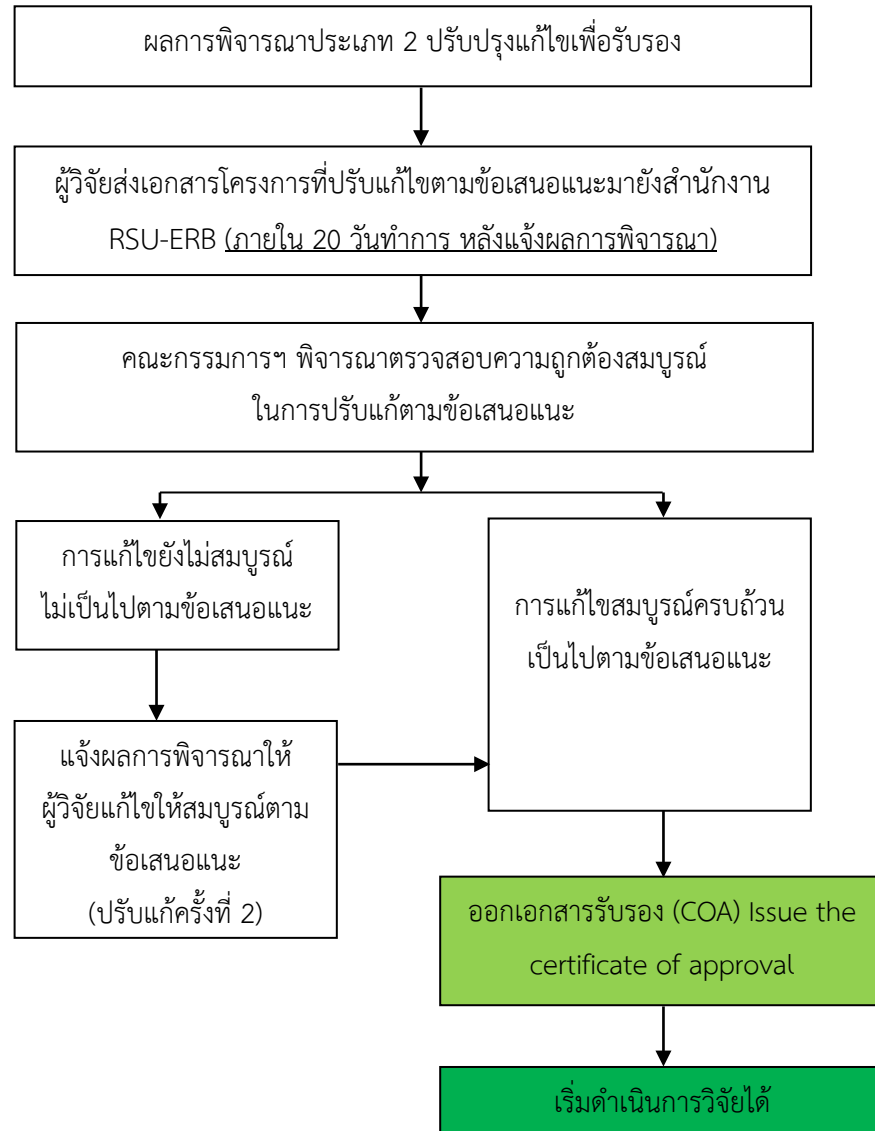 ผลการพิจารณาประเภท 2 ปรับปรุงแก้ไขเพื่อรับรอง
ผู้วิจัยส่งเอกสารโครงการที่ปรับแก้ไขตามข้อเสนอแนะมายังสำนักงาน
RSU-ERB (ภายใน 20 วันทำการ หลังแจ้งผลการพิจารณา)
คณะกรรมการฯ พิจารณาตรวจสอบความถูกต้องสมบูรณ์
ในการปรับแก้ตามข้อเสนอแนะ
การแก้ไขยังไม่สมบูรณ์
ไม่เป็นไปตามข้อเสนอแนะ
การแก้ไขสมบูรณ์ครบถ้วน
เป็นไปตามข้อเสนอแนะ
แจ้งผลการพิจารณาให้
ผู้วิจัยแก้ไขให้สมบูรณ์ตาม
ข้อเสนอแนะ
(ปรับแก้ครั้งที่ 2)
ออกเอกสารรับรอง (COA) Issue the
certificate of approval
เริ่มดำเนินการวิจัยได้